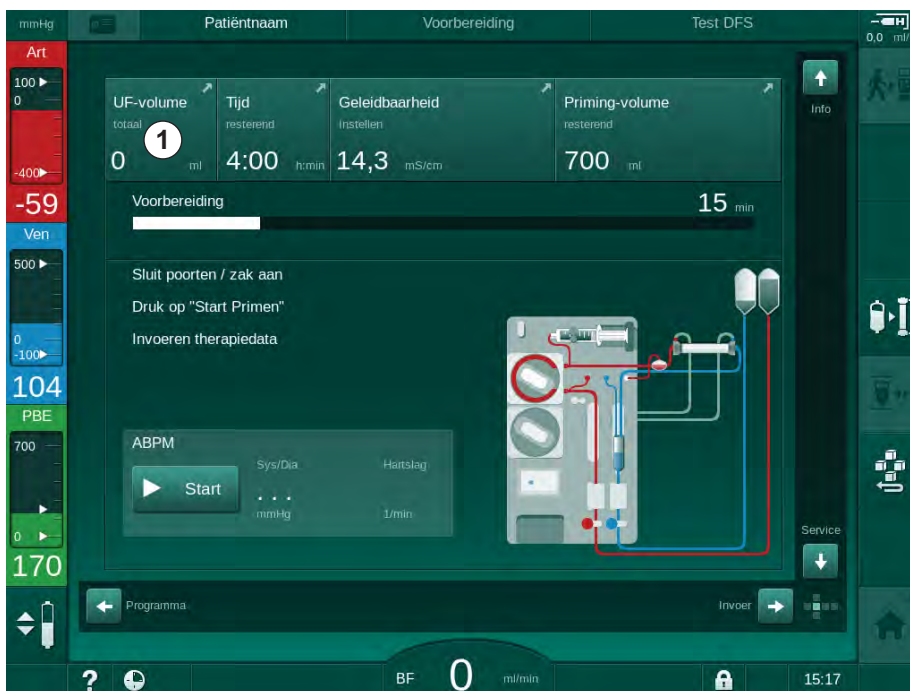 mmHg
Patiëntnaam Voorbereiding Test DFS
0,0 ml/
Art
100
0
-400
-59
Ven
500
0
-100
104
PBE
700
0
170
UF-volume
totaal
1
0 ml
Tijd
resterend
4:00 h:min
Geleidbaarheid
instellen
14,3 mS/cm
Priming-volume
resterend
700 ml
Info
Voorbereiding 15 min
Sluit poorten / zak aan
Druk op "Start Primen"
Invoeren therapiedata
ABPM
Start
Sys/Dia Hartslag
. . .
mmHg 1/min
Service
Programma Invoer
? BF 0 ml/min 15:17